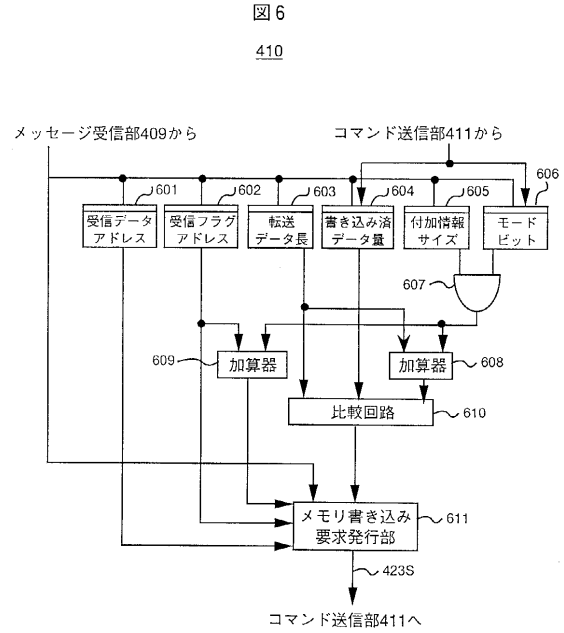 図6
410
メッセージ受信部409から
コマンド送信部411から
601
602
603
604
605
606
受信データ
アドレス
受信フラグ
アドレス
転送
データ長
書き込み済
データ量
付加情報
サイズ
モード
ビット
607
609
加算器
加算器
608
比較回路
610
メモリ書き込み
要求発行部
611
423S
コマンド送信部411へ